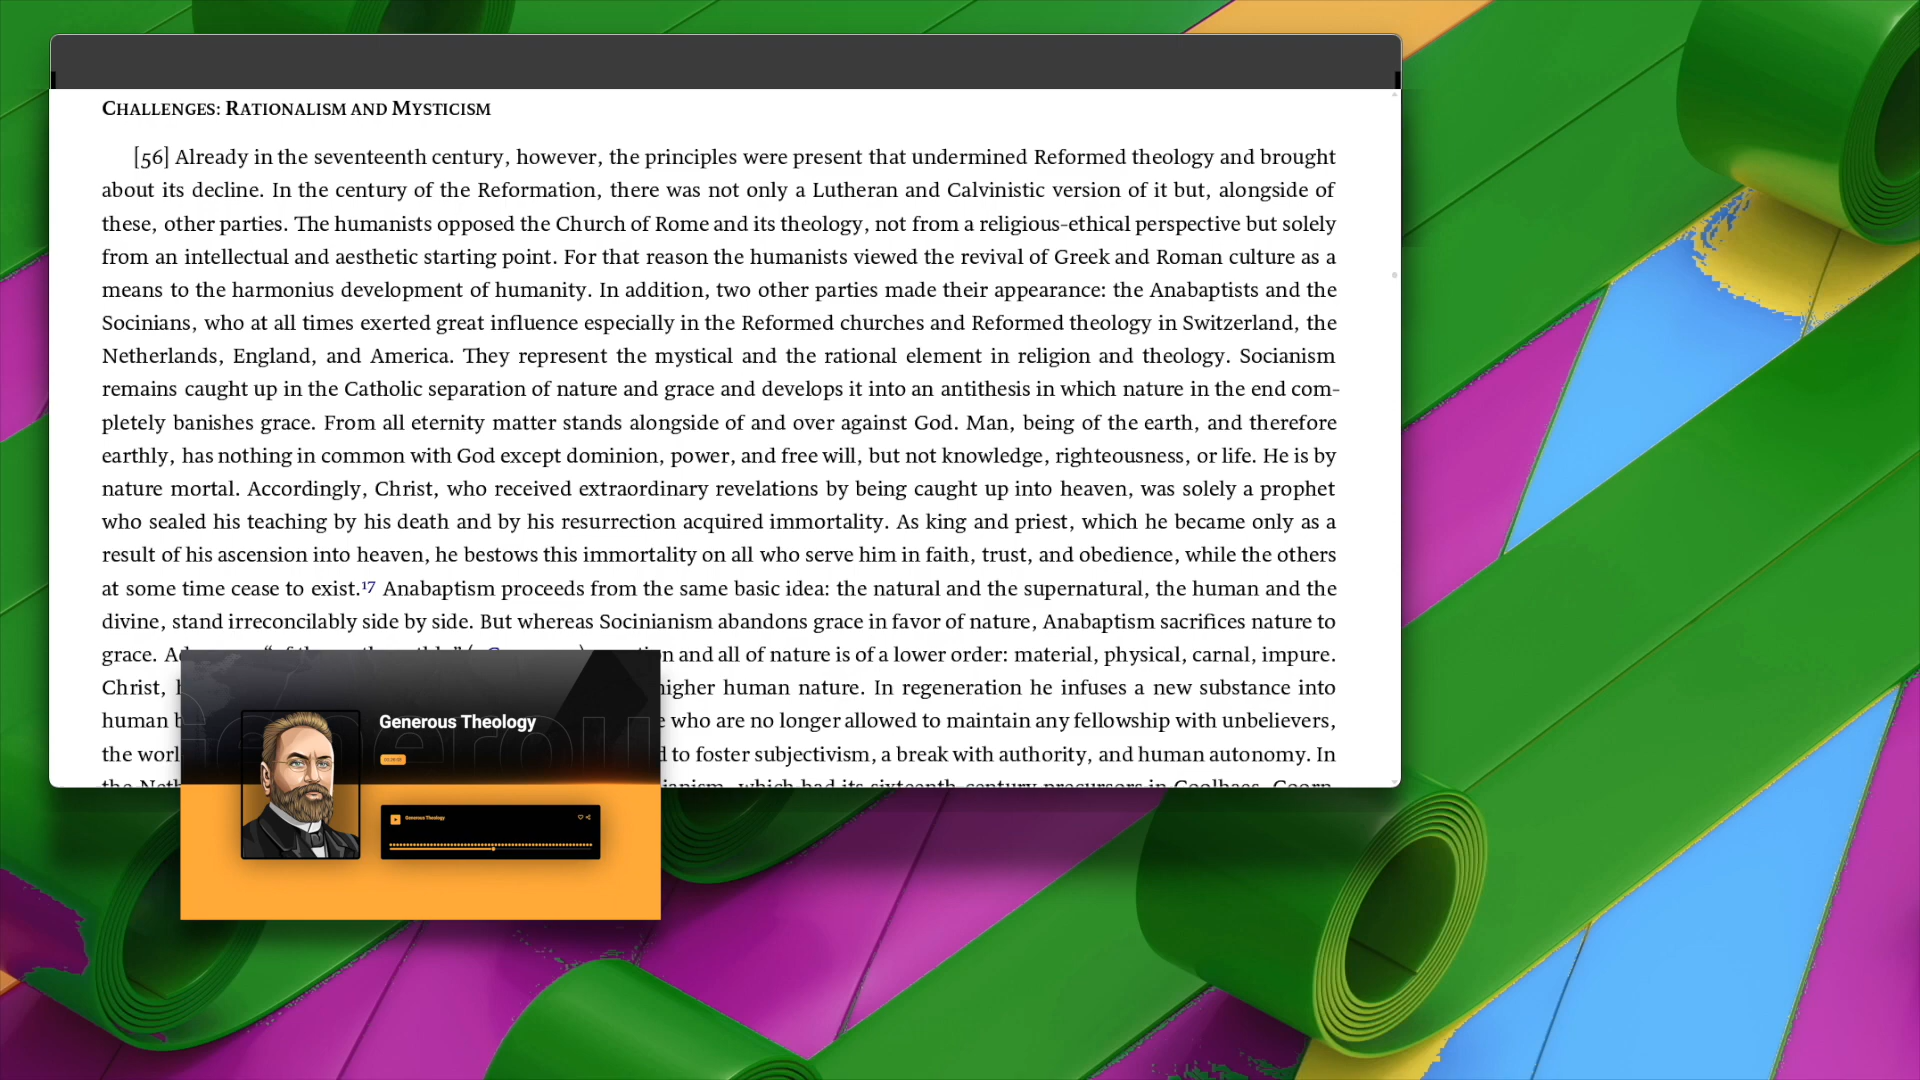 CHALLENGES: RATIONALISM AND MYSTICISM
[56] Already in the seventeenth century, however, the principles were present that undermined Reformed theology and brought
about its decline. In the century of the Reformation, there was not only a Lutheran and Calvinistic version of it but, alongside of
these, other parties. The humanists opposed the Church of Rome and its theology, not from a religious-ethical perspective but solely
from an intellectual and aesthetic starting point. For that reason the humanists viewed the revival of Greek and Roman culture as a
means to the harmonius development of humanity. In addition, two other parties made their appearance: the Anabaptists and the
Socinians, who at all times exerted great influence especially in the Reformed churches and Reformed theology in Switzerland, the
Netherlands, England, and America. They represent the mystical and the rational element in religion and theology. Socianism
remains caught up in the Catholic separation of nature and grace and develops it into an antithesis in which nature in the end com-
pletely banishes grace. From all eternity matter stands alongside of and over against God. Man, being of the earth, and therefore
earthly, has nothing in common with God except dominion, power, and free will, but not knowledge, righteousness, or life. He is by
nature mortal. Accordingly, Christ, who received extraordinary revelations by being caught up into heaven, was solely a prophet
who sealed his teaching by his death and by his resurrection acquired immortality. As king and priest, which he became only as a
result of his ascension into heaven, he bestows this immortality on all who serve him in faith, trust, and obedience, while the others
at some time cease to exist.17 Anabaptism proceeds from the same basic idea: the natural and the supernatural, the human and the
divine, stand irreconcilably side by side. But whereas Socinianism abandons grace in favor of nature, Anabaptism sacrifices nature to
grace. and all of nature is of a lower order: material, physical, carnal, impure.
Christ, higher human nature. In regeneration he infuses a new substance into
human who are no longer allowed to maintain any fellowship with unbelievers,
the to foster subjectivism, a break with authority, and human autonomy. In
which had its sixteenth-century precursors in
Generous Theology
Generous Theology